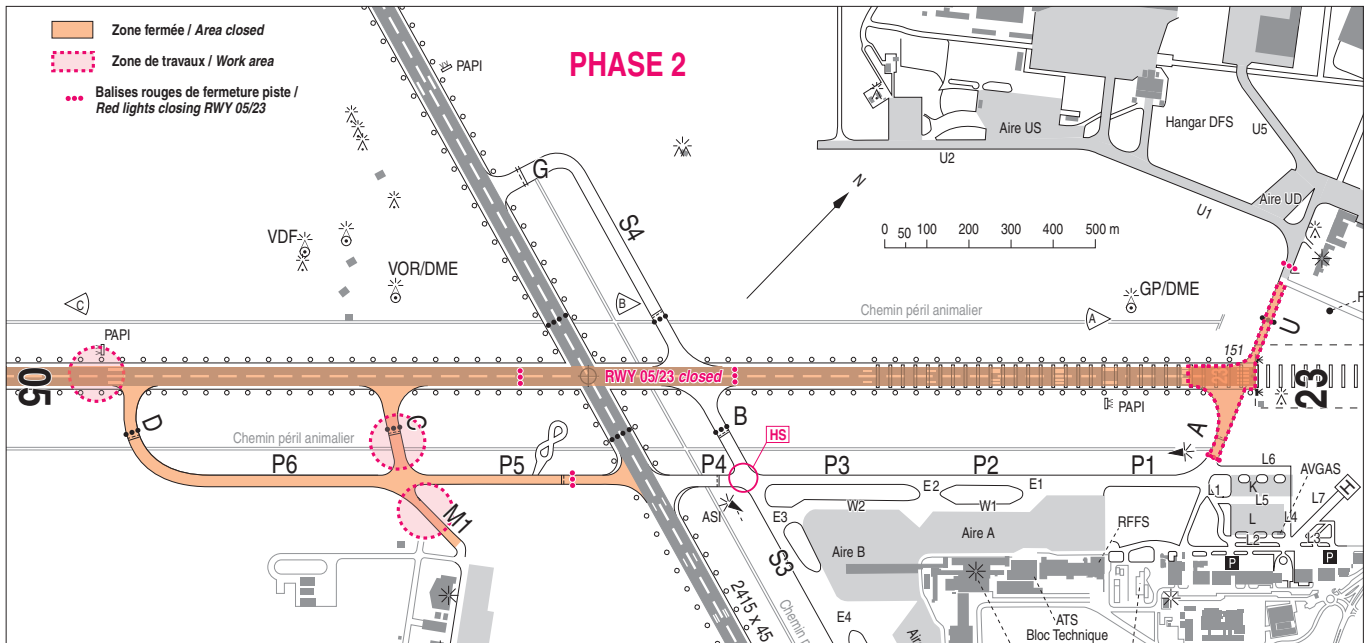 Zone fermée / Area closed
Zone de travaux / Work area
Balises rouges de fermeture piste /
Red lights closing RWY 05/23
PHASE 2
PAPI
Aire US
Hangar DFS
U5
U2
U1
Aire UD
N
0 50 100 200 300 400 500 m
G
S4
VDF
VOR/DME
GP/DME
C
B
A
Chemin péril animalier
PAPI
U
151
05
RWY 05/23 closed
23
PAPI
D
C
B
A
Chemin péril animalier
HS
P6
P5
P4
P3
P2
P1
L6
AVGAS
L1
K
L5
L7
H
L
L4
L2
L3
E2
E1
W2
W1
E3
ASI
M1
S3
Aire B
Aire A
RFFS
P
P
2415 x 45
Chemin p
E4
Air
ATS
Bloc Technique